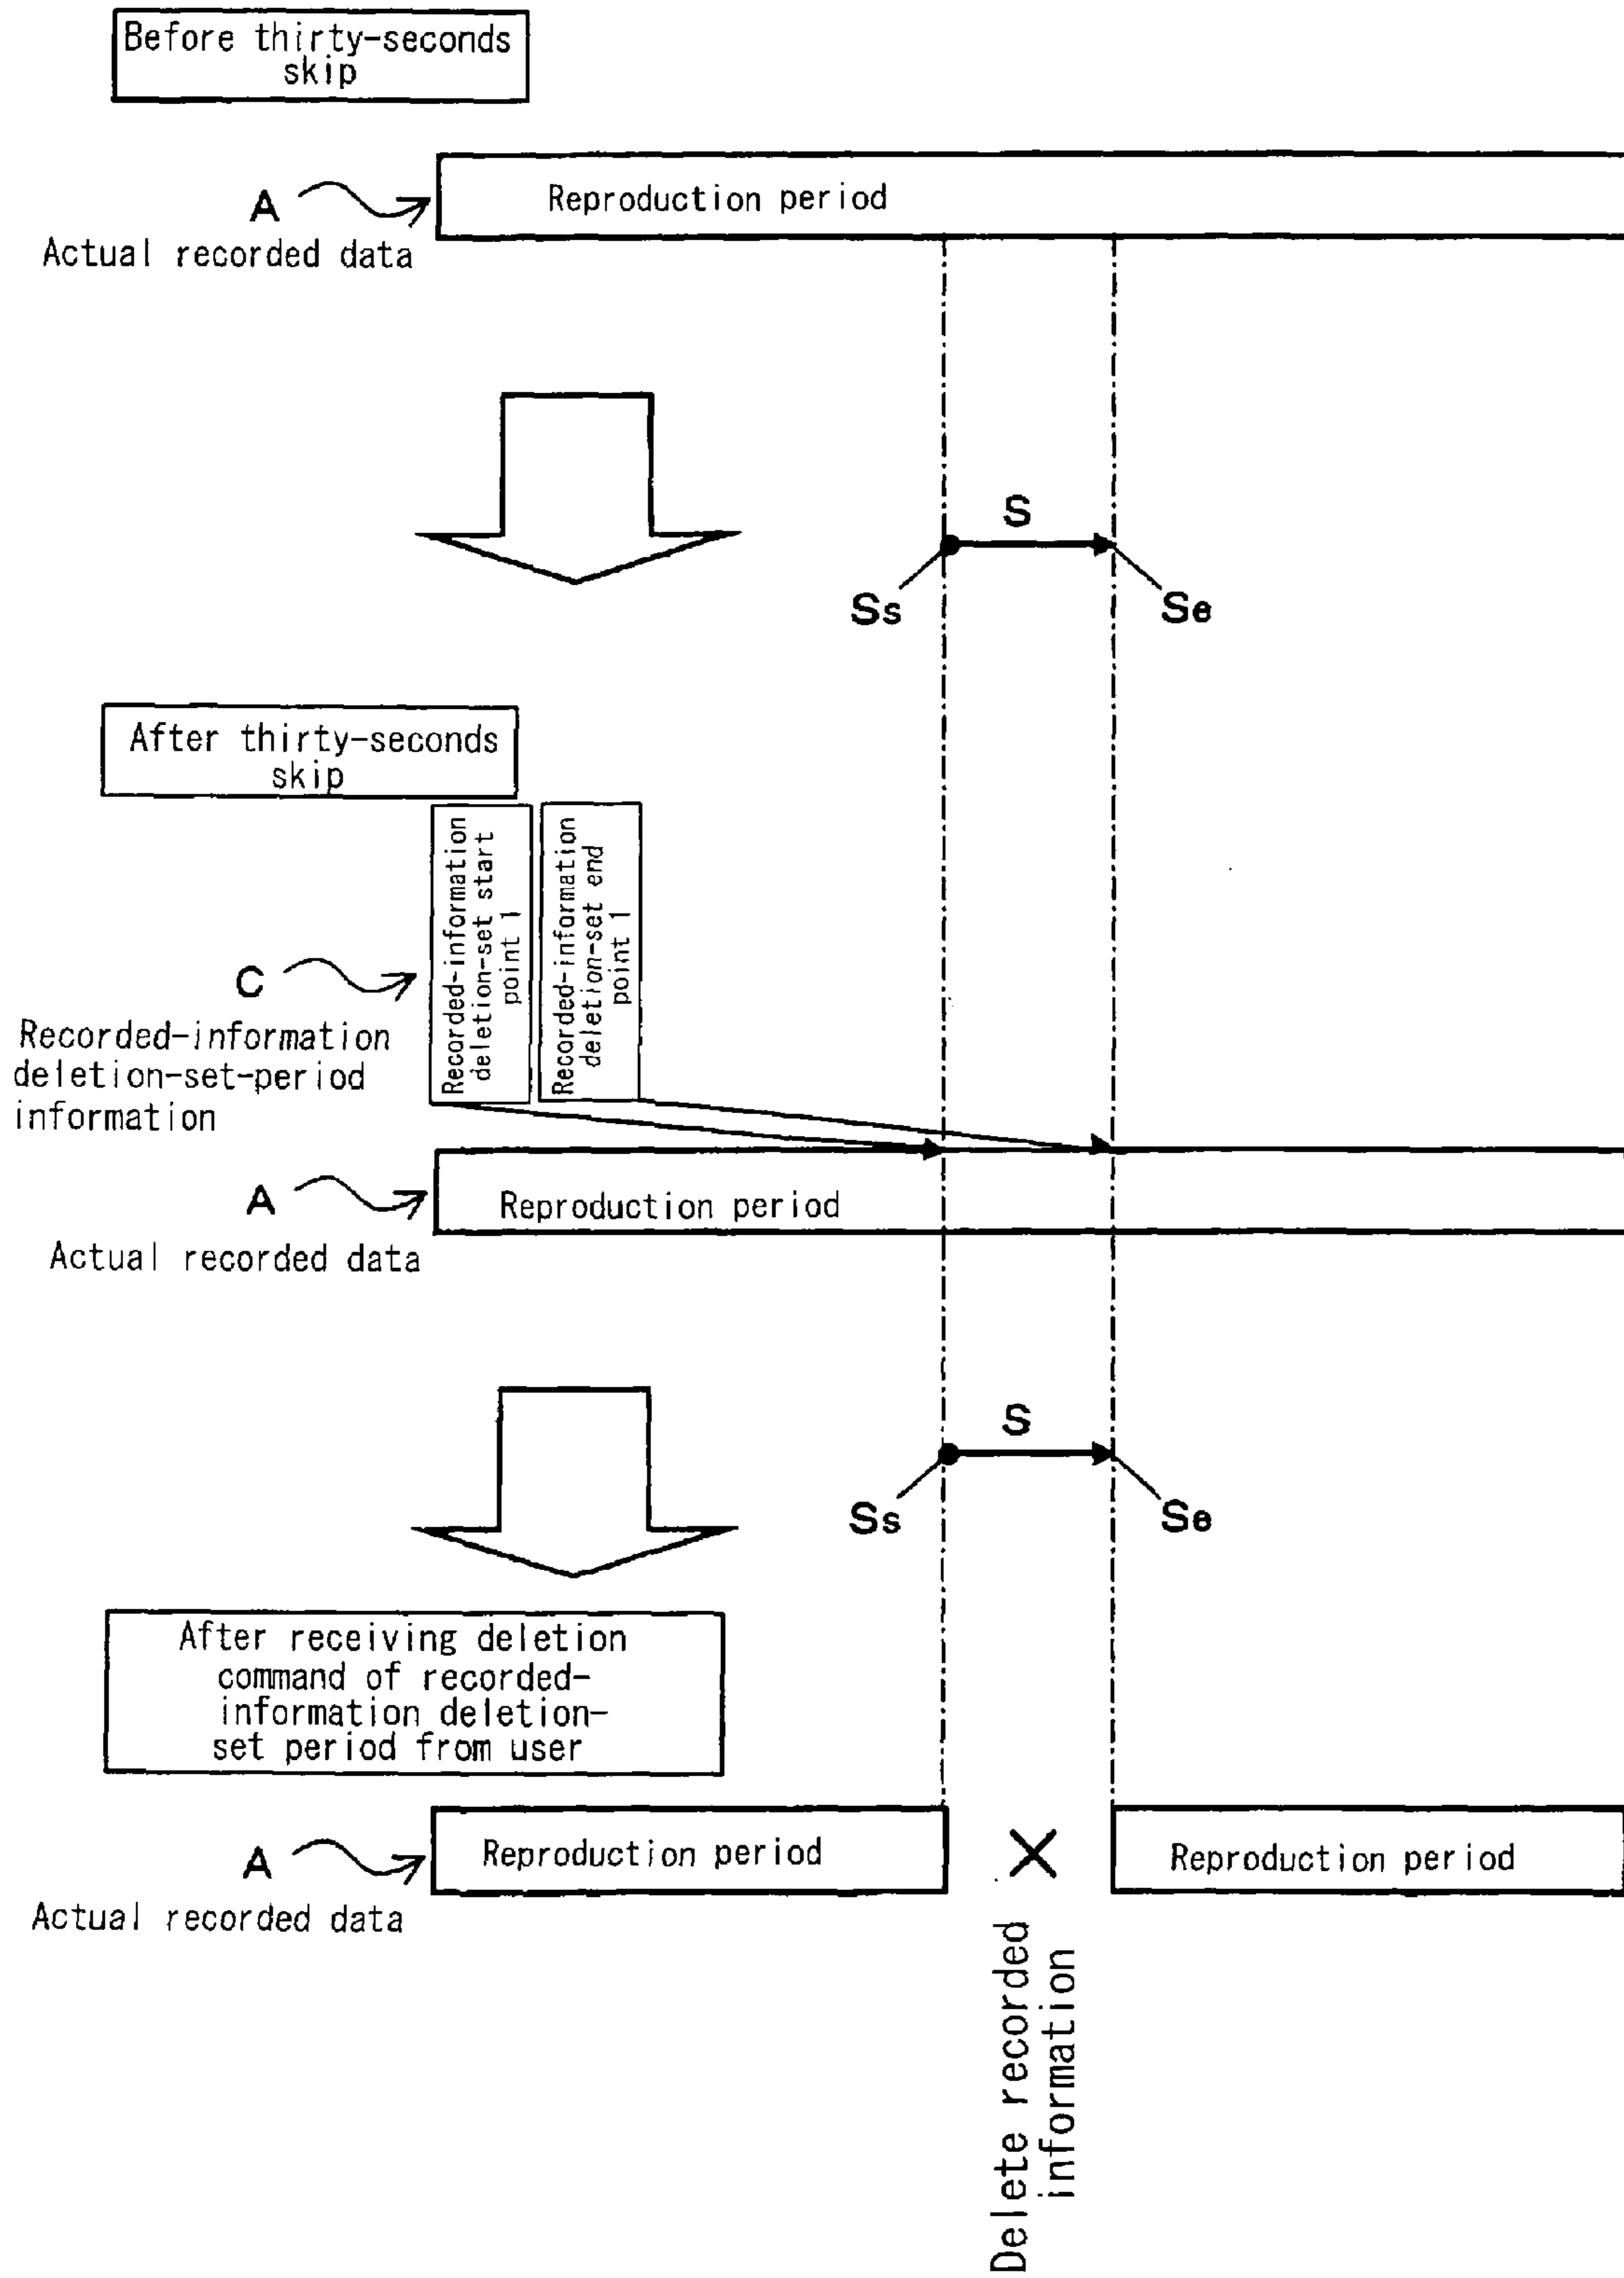 Before thirty-seconds
skip
Reproduction period
A
Actual recorded data
S
Ss
Se
After thirty-seconds
skip
Recorded-information
deletion-set start
point 1
Recorded-information
deletion-set end
point 1
C
Recorded-information
deletion-set-period
information
A
Reproduction period
Actual recorded data
S
Ss
Se
After receiving deletion
command of recorded-
information deletion-
set period from user
A
Reproduction period
Reproduction period
Actual recorded data
Delete recorded
information